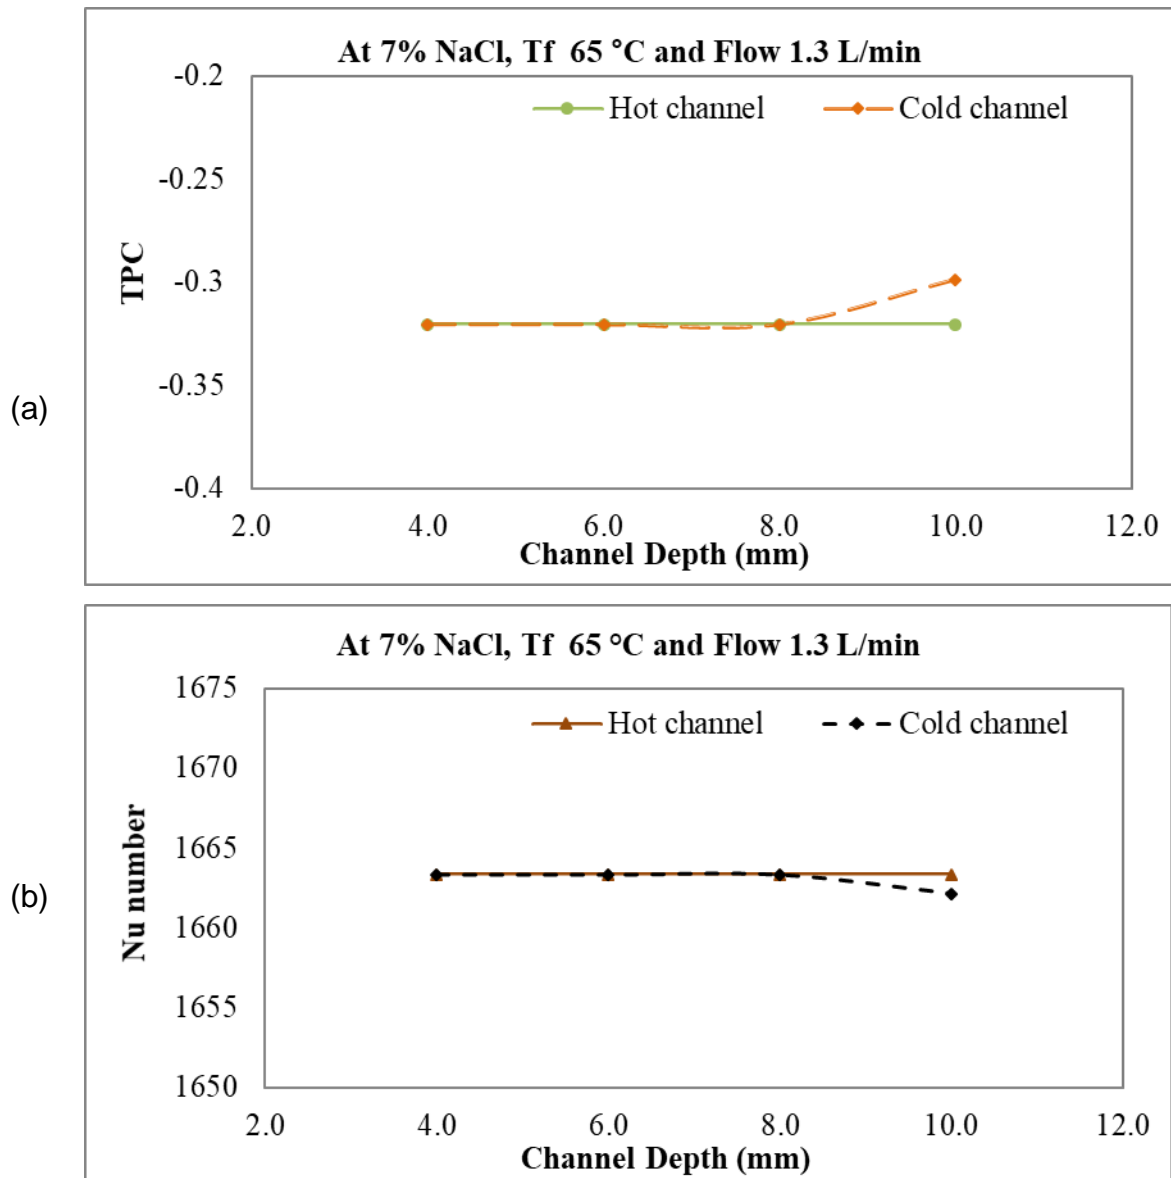 At 7% NaCl, Tf  65 °C and Flow 1.3 L/min
-0.2
Hot channel
Cold channel
-0.25
TPC
-0.3
-0.35
(a)
-0.4
2.0 4.0 6.0 8.0 10.0 12.0
Channel Depth (mm)
At 7% NaCl, Tf  65 °C and Flow 1.3 L/min
1675
Hot channel
Cold channel
1670
1665
Nu number
(b)
1660
1655
1650
2.0 4.0 6.0 8.0 10.0 12.0
Channel Depth (mm)